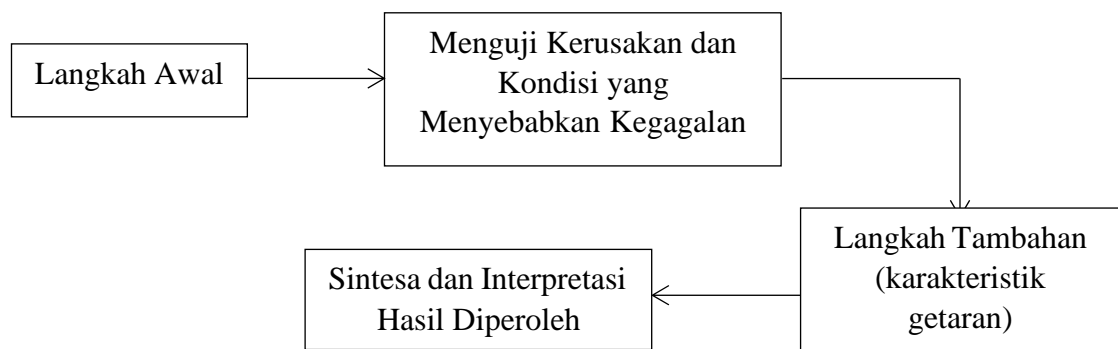 Langkah Awal
Menguji Kerusakan dan
Kondisi yang
Menyebabkan Kegagalan
Langkah Tambahan
(karakteristik
getaran)
Sintesa dan Interpretasi
Hasil Diperoleh